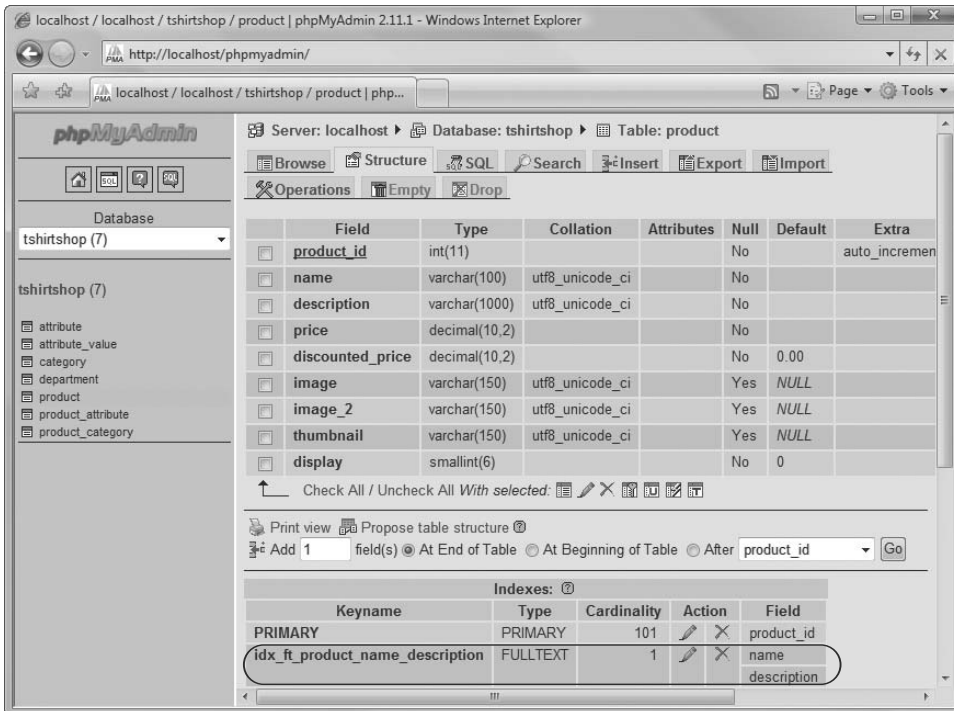 localhost / localhost / tshirtshop / product | phpMyAdmin 2.11.1 - Windows Internet Explorer
PMA http://localhost/phpmyadmin/
PMA localhost / localhost / tshirtshop / product | php...
Page Tools
phpMyAdmin
SQL
Database
tshirtshop (7)
tshirtshop (7)
attribute
attribute_value
category
department
product
product_attribute
product_category
Server: localhost Database: tshirtshop Table: product
Browse Structure SQL Search Insert Export Import
Operations Empty Drop
Field Type Collation Attributes Null Default Extra
product_id int(11) No auto_incremen
name varchar(100) utf8_unicode_ci No
description varchar(1000) utf8_unicode_ci No
price decimal(10,2) No
discounted_price decimal(10,2) No 0.00
image varchar(150) utf8_unicode_ci Yes NULL
image_2 varchar(150) utf8_unicode_ci Yes NULL
thumbnail varchar(150) utf8_unicode_ci Yes NULL
display smallint(6) No 0
Check All / Uncheck All With selected:
Print view Propose table structure
Add 1 field(s) At End of Table At Beginning of Table After product_id Go
Indexes:
Keyname Type Cardinality Action Field
PRIMARY PRIMARY 101 product_id
idx_ft_product_name_description FULLTEXT 1 name
description